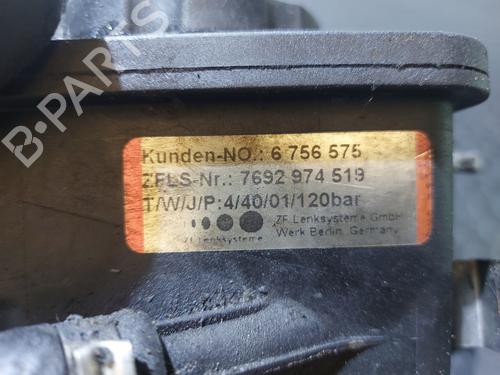 Kunden-NO.: 6 756 575
ZFLS-Nr.: 7692 974 519
T/W/J/P:4/40/01/120bar
ZF Lenksysteme GmbH
Werk Berlin, Germany
ZF Lenksysteme
B-PARTS